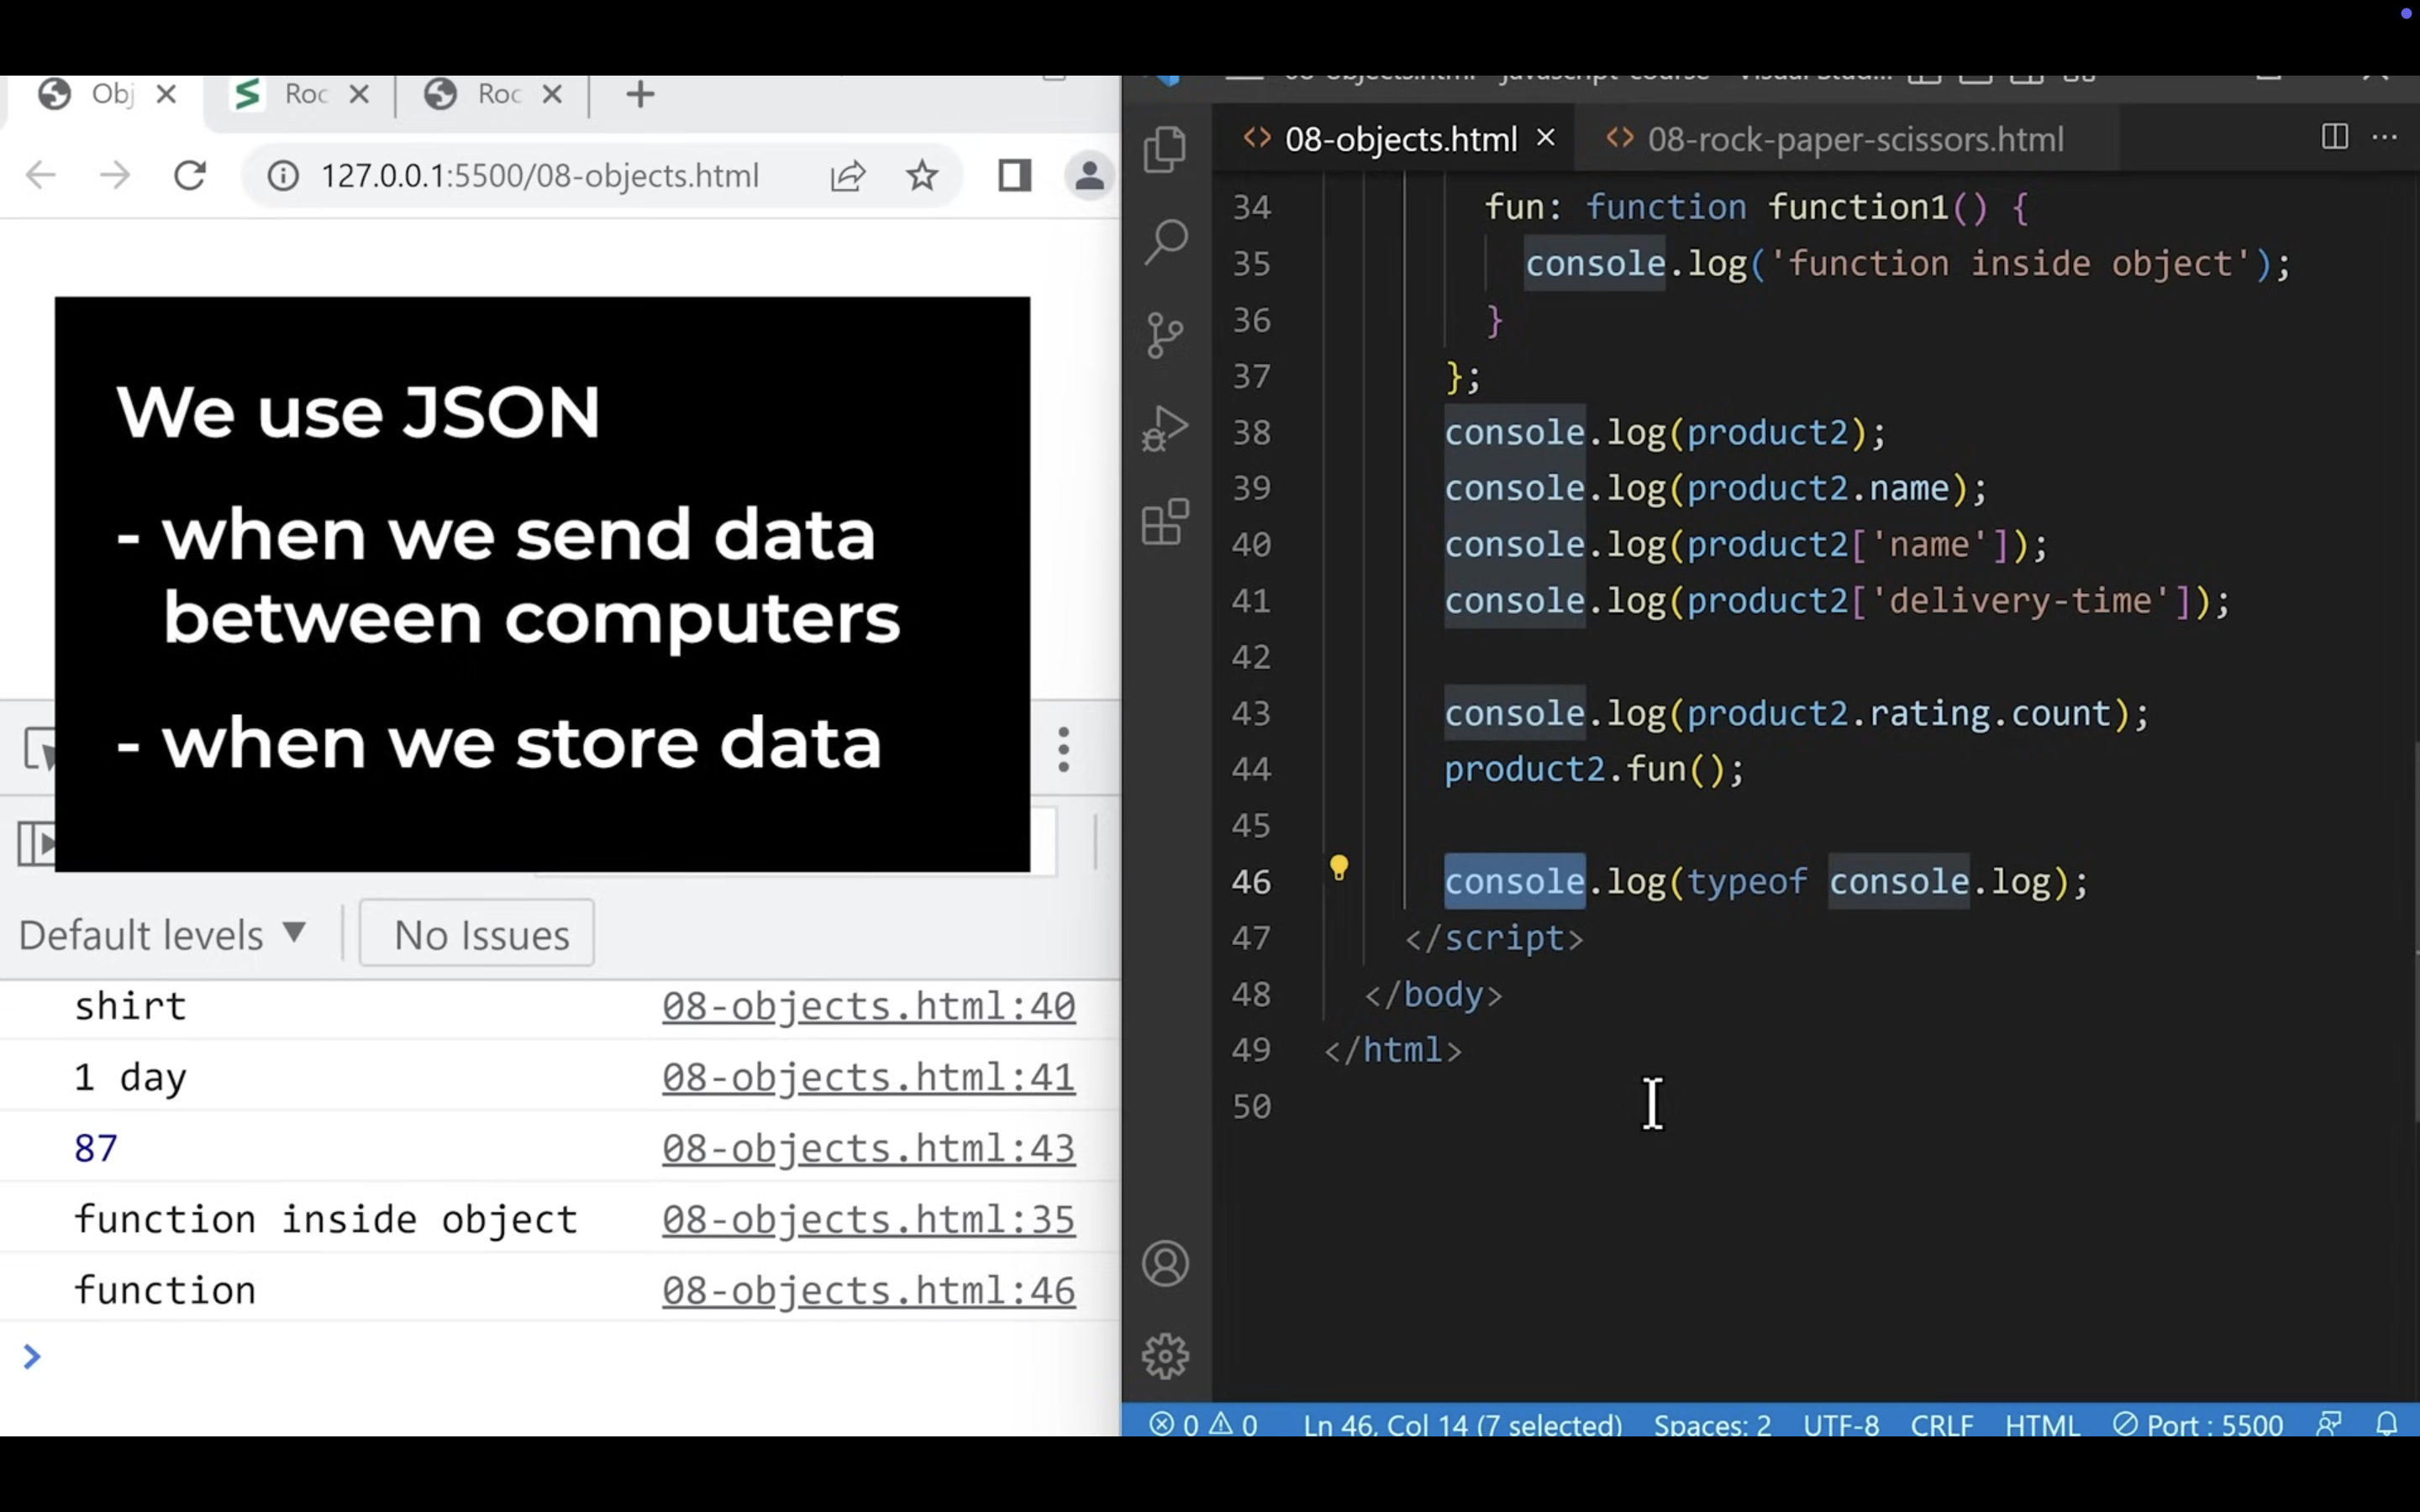 Obj
Roc
Roc
127.0.0.1:5500/08-objects.html
We use JSON
- when we send data
between computers
- when we store data
Default levels ▼
No Issues
shirt 08-objects.html:40
1 day 08-objects.html:41
87 08-objects.html:43
function inside object 08-objects.html:35
function 08-objects.html:46
>
08-objects.html - javascript-course - Visual Stud...
08-objects.html
08-rock-paper-scissors.html
34 fun: function function1() {
35 console.log('function inside object');
36 }
37 };
38 console.log(product2);
39 console.log(product2.name);
40 console.log(product2['name']);
41 console.log(product2['delivery-time']);
42
43 console.log(product2.rating.count);
44 product2.fun();
45
46 console.log(typeof console.log);
47 </script>
48 </body>
49 </html>
50
0 0 Ln 46, Col 14 (7 selected) Spaces: 2 UTF-8 CRLF HTML Port : 5500